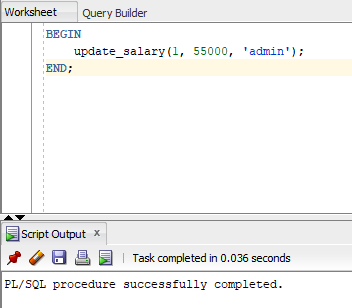 Worksheet Query Builder
BEGIN
update_salary(1, 55000, 'admin');
END;
Script Output x
Task completed in 0.036 seconds
PL/SQL procedure successfully completed.